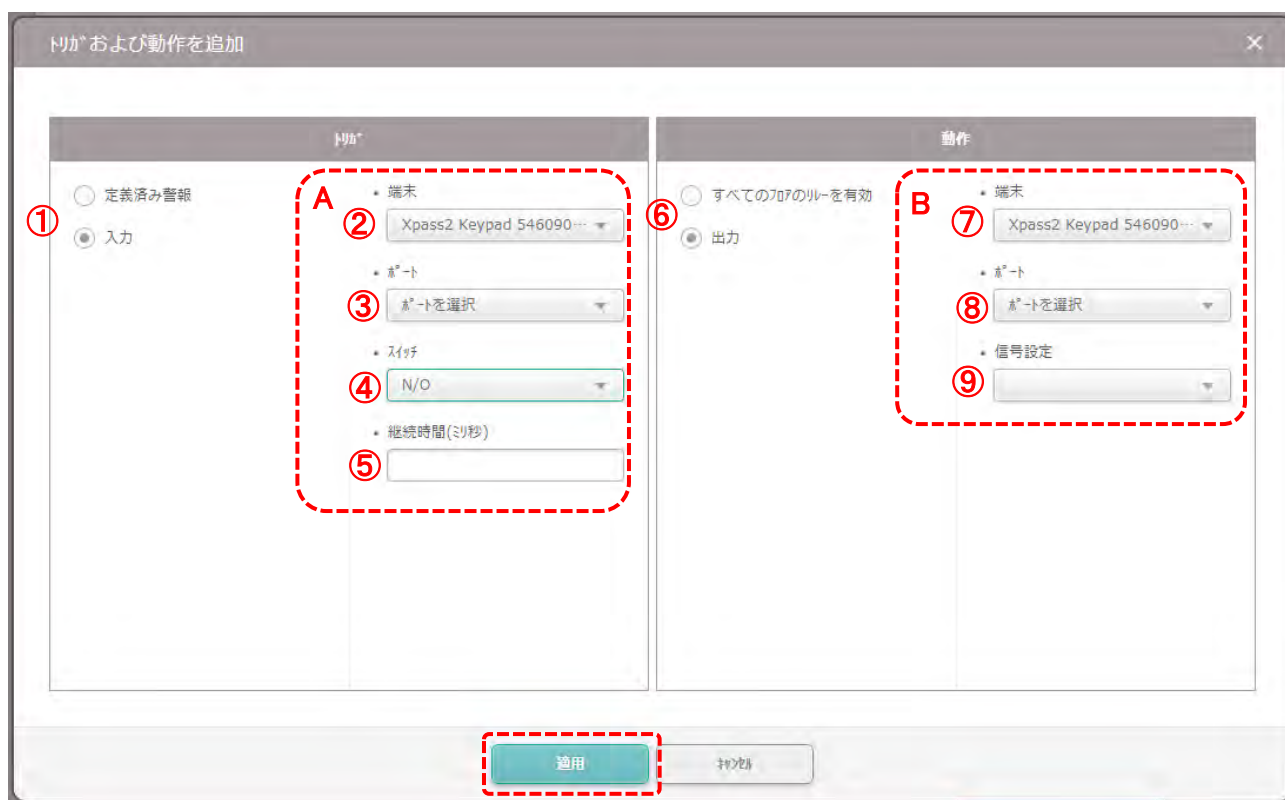 ﾄﾘｶﾞおよび動作を追加 ×
ﾄﾘｶﾞ
① 定義済み警報
入力
A
・ 端末
② Xpass2 Keypad 546090…
・ ﾎﾟｰﾄ
③ ﾎﾟｰﾄを選択
・ ｽｲｯﾁ
④ N/O
・ 継続時間(ﾐﾘ秒)
⑤
動作
⑥ すべてのﾌﾛｱのﾘﾚｰを有効
出力
B
・ 端末
⑦ Xpass2 Keypad 546090…
・ ﾎﾟｰﾄ
⑧ ﾎﾟｰﾄを選択
・ 信号設定
⑨
適用
ｷｬﾝｾﾙ